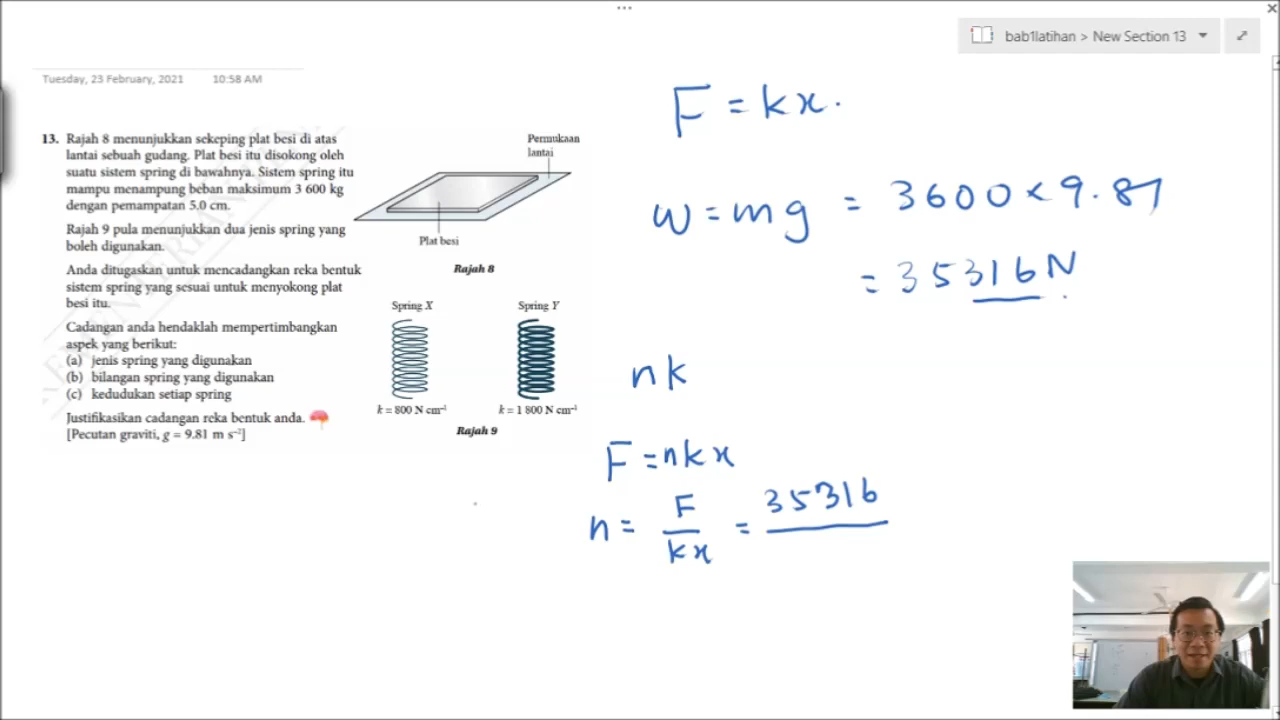 bab1latihan > New Section 13
Tuesday, 23 February, 2021 10:58 AM
13. Rajah 8 menunjukkan sekeping plat besi di atas
lantai sebuah gudang. Plat besi itu disokong oleh
suatu sistem spring di bawahnya. Sistem spring itu
mampu menampung beban maksimum 3 600 kg
dengan pemampatan 5.0 cm.
Rajah 9 pula menunjukkan dua jenis spring yang
boleh digunakan.
Anda ditugaskan untuk mencadangkan reka bentuk
sistem spring yang sesuai untuk menyokong plat
besi itu.
Cadangan anda hendaklah mempertimbangkan
aspek yang berikut:
(a) jenis spring yang digunakan
(b) bilangan spring yang digunakan
(c) kedudukan setiap spring
Justifikasikan cadangan reka bentuk anda.
[Pecutan graviti, g = 9.81 m s⁻²]
Permukaan
lantai
Plat besi
Rajah 8
Spring X Spring Y
k = 800 N cm⁻¹ k = 1 800 N cm⁻¹
Rajah 9
F = kx.
W = mg = 3600 × 9.81
= 35316 N
nk
F = nkx
n = F/kx = 35316